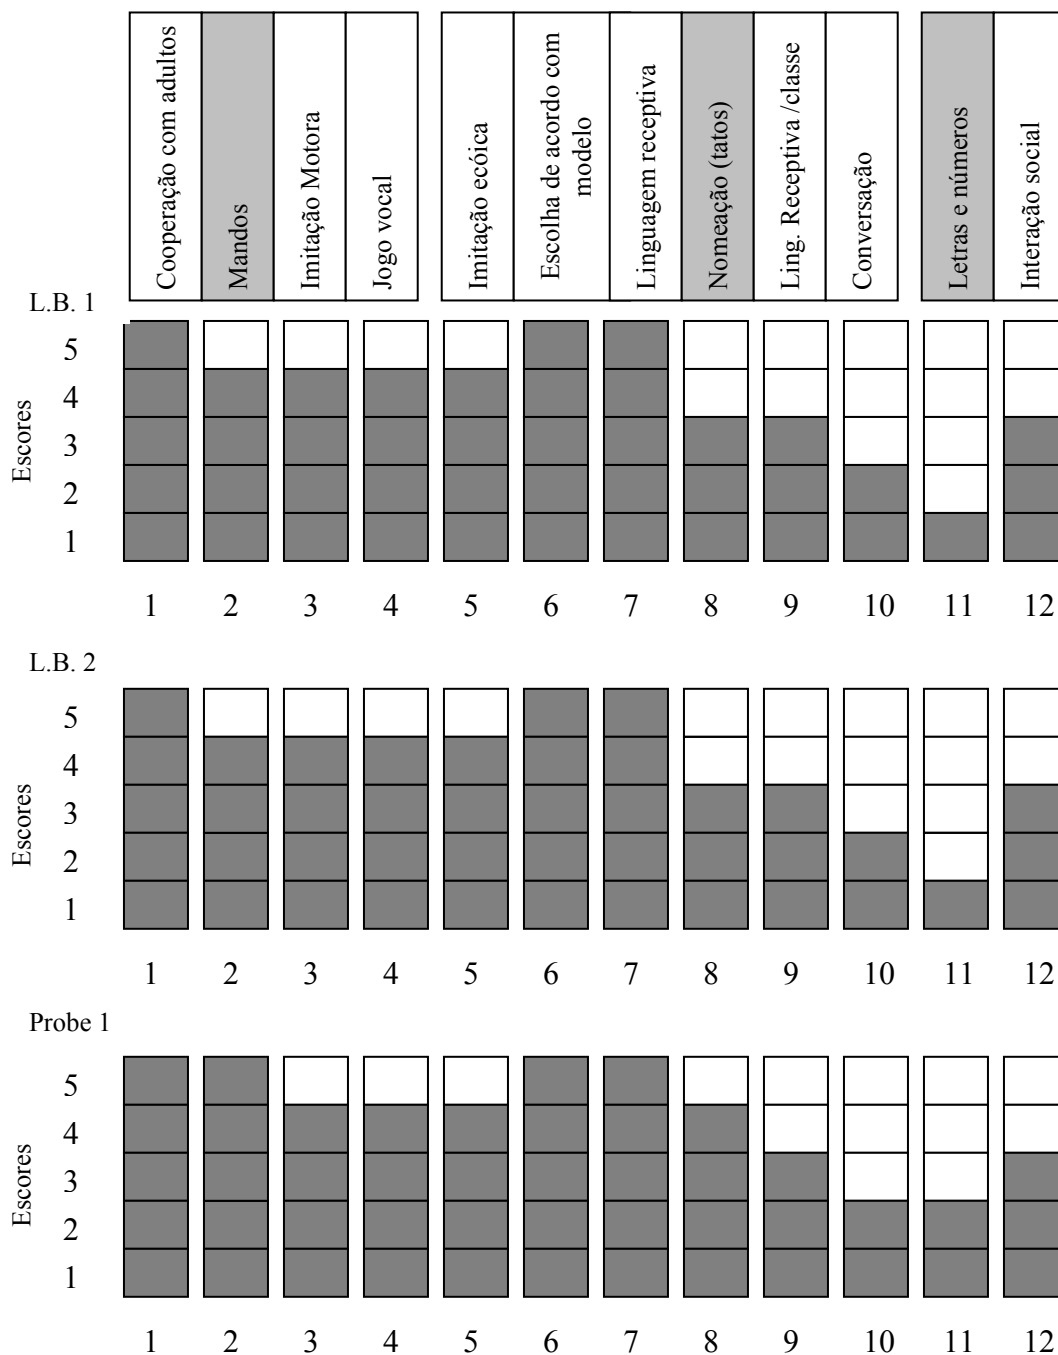 Cooperação com adultos
Mandos
Imitação Motora
Jogo vocal
Imitação ecóica
Escolha de acordo com
modelo
Linguagem receptiva
Nomeação (tatos)
Ling. Receptiva /classe
Conversação
Letras e números
Interação social
L.B. 1
Escores
5
4
3
2
1
1 2 3 4 5 6 7 8 9 10 11 12
L.B. 2
Escores
5
4
3
2
1
1 2 3 4 5 6 7 8 9 10 11 12
Probe 1
Escores
5
4
3
2
1
1 2 3 4 5 6 7 8 9 10 11 12